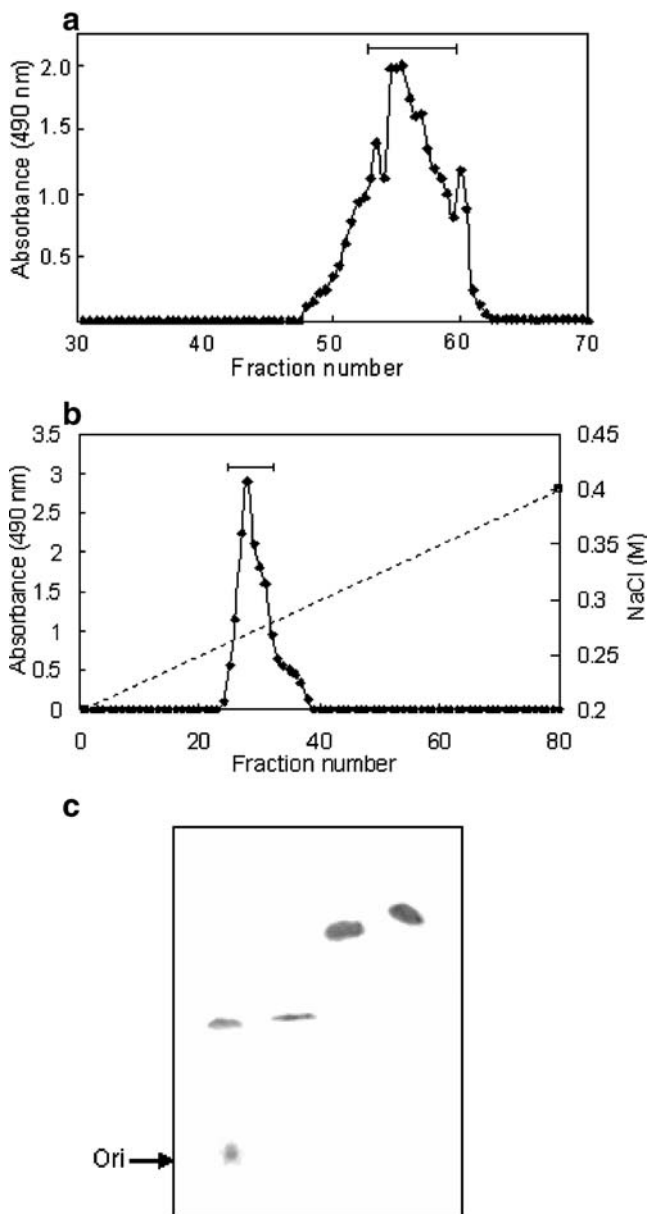 a
Absorbance (490 nm)
2.0
1.5
1.0
0.5
30 40 50 60 70
Fraction number
b
Absorbance (490 nm)
3.5
3
2.5
2
1.5
1
0.5
0
0.45
0.4
0.35
0.3
0.25
0.2
NaCl (M)
0 20 40 60 80
Fraction number
c
Ori